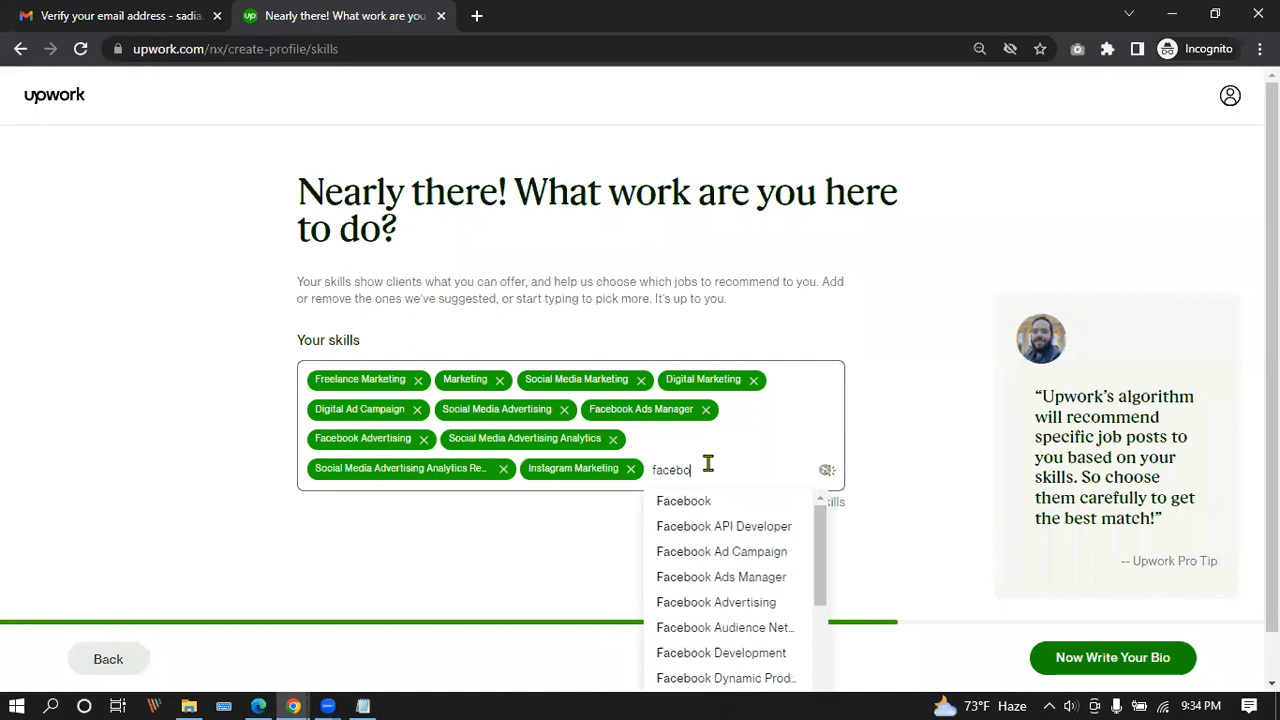 Verify your email address - sadia
Nearly there! What work are you
upwork.com/nx/create-profile/skills
Incognito
upwork
Nearly there! What work are you here
to do?
Your skills show clients what you can offer, and help us choose which jobs to recommend to you. Add
or remove the ones we've suggested, or start typing to pick more. It's up to you.
Your skills
Freelance Marketing
Marketing
Social Media Marketing
Digital Marketing
Digital Ad Campaign
Social Media Advertising
Facebook Ads Manager
Facebook Advertising
Social Media Advertising Analytics
Social Media Advertising Analytics Re...
Instagram Marketing
facebo
kills
Facebook
Facebook API Developer
Facebook Ad Campaign
Facebook Ads Manager
Facebook Advertising
Facebook Audience Net...
Facebook Development
Facebook Dynamic Prod...
"Upwork's algorithm
will recommend
specific job posts to
you based on your
skills. So choose
them carefully to get
the best match!"
-- Upwork Pro Tip
Back
Now Write Your Bio
73°F Haze
9:34 PM